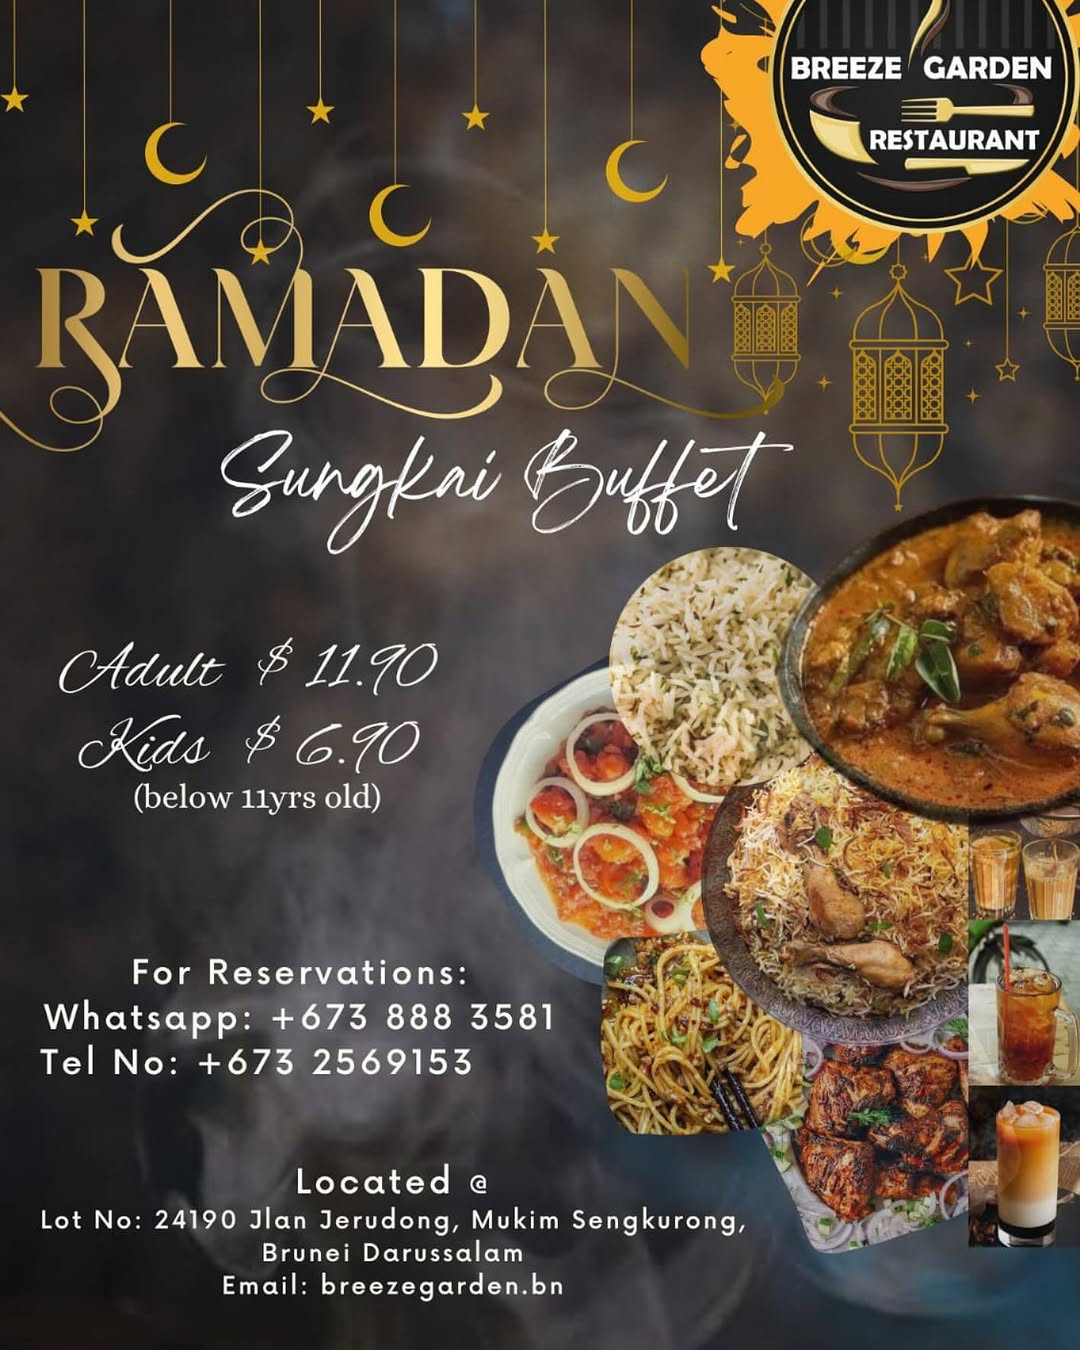 BREEZE GARDEN
RESTAURANT
RAMADAN
Sungkai Buffet
Adult $ 11.90
Kids $ 6.90
(below 11yrs old)
For Reservations:
Whatsapp: +673 888 3581
Tel No: +673 2569153
Located @
Lot No: 24190 Jlan Jerudong, Mukim Sengkurong,
Brunei Darussalam
Email: breezegarden.bn